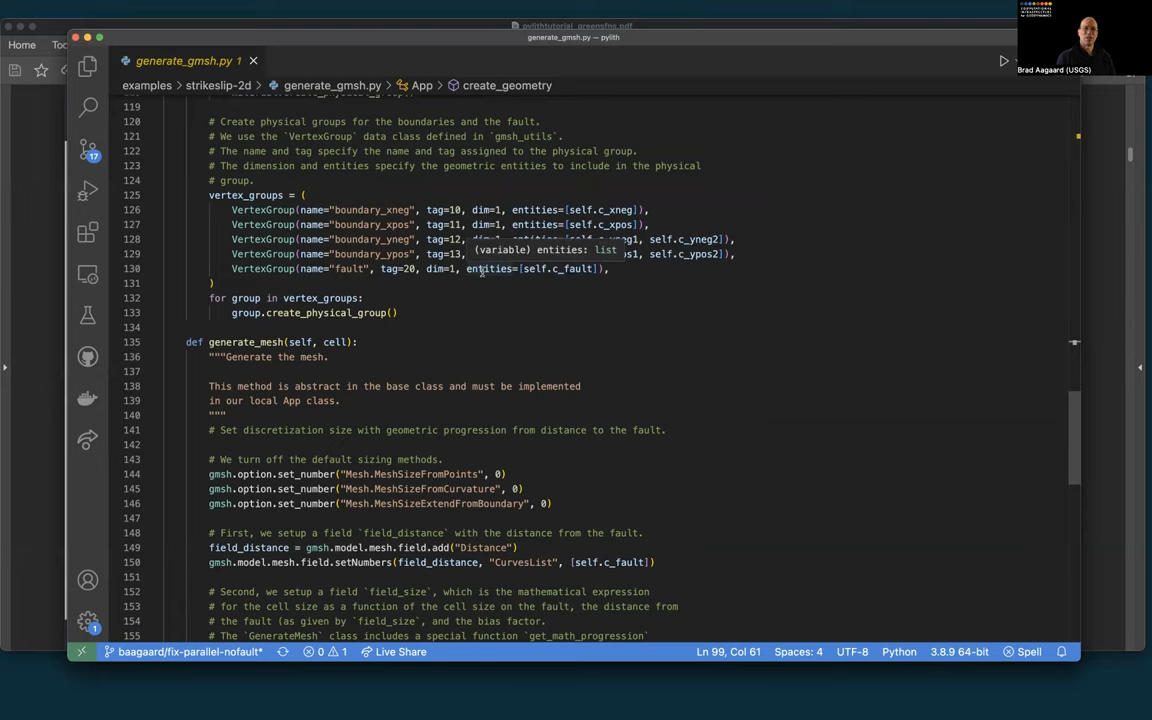 pylithtutorial_greensfns.pdf
Home
generate_gmsh.py — pylith
COMPUTATIONAL
INFRASTRUCTURE
for GEODYNAMICS
Brad Aagaard (USGS)
generate_gmsh.py 1
examples > strikeslip-2d > generate_gmsh.py > App > create_geometry
119
120 # Create physical groups for the boundaries and the fault.
121 # We use the `VertexGroup` data class defined in `gmsh_utils`.
122 # The name and tag specify the name and tag assigned to the physical group.
123 # The dimension and entities specify the geometric entities to include in the physical
124 # group.
125 vertex_groups = (
126 VertexGroup(name="boundary_xneg", tag=10, dim=1, entities=[self.c_xneg]),
127 VertexGroup(name="boundary_xpos", tag=11, dim=1, entities=[self.c_xpos]),
128 VertexGroup(name="boundary_yneg", tag=12, self.c_yneg2]),
(variable) entities: list
129 VertexGroup(name="boundary_ypos", tag=13, self.c_ypos2]),
130 VertexGroup(name="fault", tag=20, dim=1, entities=[self.c_fault]),
131 )
132 for group in vertex_groups:
133 group.create_physical_group()
134
135 def generate_mesh(self, cell):
136 """Generate the mesh.
137
138 This method is abstract in the base class and must be implemented
139 in our local App class.
140 """
141 # Set discretization size with geometric progression from distance to the fault.
142
143 # We turn off the default sizing methods.
144 gmsh.option.set_number("Mesh.MeshSizeFromPoints", 0)
145 gmsh.option.set_number("Mesh.MeshSizeFromCurvature", 0)
146 gmsh.option.set_number("Mesh.MeshSizeExtendFromBoundary", 0)
147
148 # First, we setup a field `field_distance` with the distance from the fault.
149 field_distance = gmsh.model.mesh.field.add("Distance")
150 gmsh.model.mesh.field.setNumbers(field_distance, "CurvesList", [self.c_fault])
151
152 # Second, we setup a field `field_size`, which is the mathematical expression
153 # for the cell size as a function of the cell size on the fault, the distance from
154 # the fault (as given by `field_size`, and the bias factor.
155 # The `GenerateMesh` class includes a special function `get_math_progression`
17
1
baagaard/fix-parallel-nofault* 0 1 Live Share Ln 99, Col 61 Spaces: 4 UTF-8 Python 3.8.9 64-bit Spell